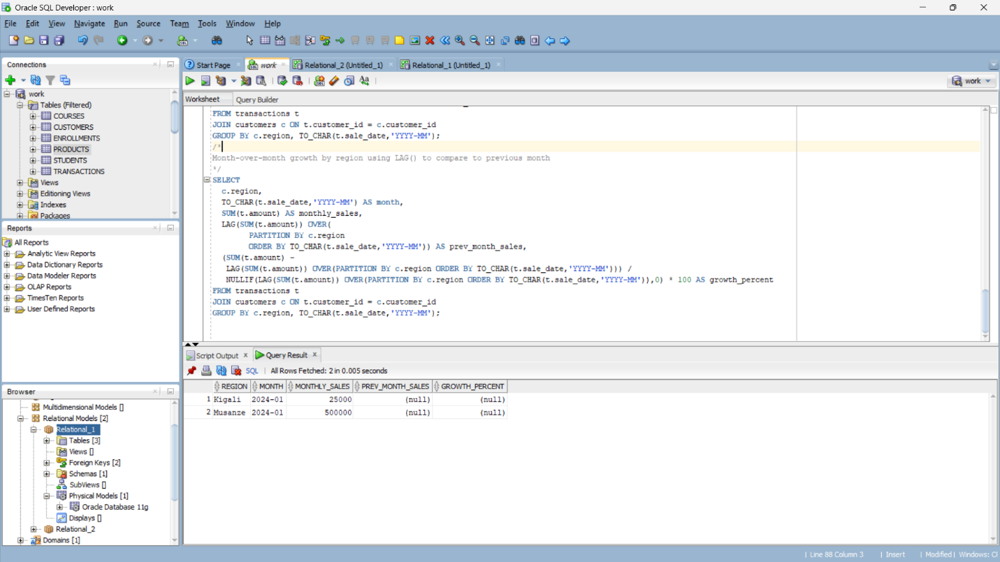 Oracle SQL Developer : work
File Edit View Navigate Run Source Team Tools Window Help
Connections
work
Tables (Filtered)
COURSES
CUSTOMERS
ENROLLMENTS
PRODUCTS
STUDENTS
TRANSACTIONS
Views
Editioning Views
Indexes
Packages
Reports
All Reports
Analytic View Reports
Data Dictionary Reports
Data Modeler Reports
OLAP Reports
TimesTen Reports
User Defined Reports
Browser
Multidimensional Models []
Relational Models [2]
Relational_1
Tables [3]
Views []
Foreign Keys [2]
Schemas [1]
SubViews []
Physical Models [1]
Oracle Database 11g
Displays []
Relational_2
Domains [1]
Start Page work Relational_2 (Untitled_1) Relational_1 (Untitled_1)
work
Worksheet Query Builder
FROM transactions t
JOIN customers c ON t.customer_id = c.customer_id
GROUP BY c.region, TO_CHAR(t.sale_date,'YYYY-MM');
/*
Month-over-month growth by region using LAG() to compare to previous month
*/
SELECT
c.region,
TO_CHAR(t.sale_date,'YYYY-MM') AS month,
SUM(t.amount) AS monthly_sales,
LAG(SUM(t.amount)) OVER(
PARTITION BY c.region
ORDER BY TO_CHAR(t.sale_date,'YYYY-MM')) AS prev_month_sales,
(SUM(t.amount) -
LAG(SUM(t.amount)) OVER(PARTITION BY c.region ORDER BY TO_CHAR(t.sale_date,'YYYY-MM'))) /
NULLIF(LAG(SUM(t.amount)) OVER(PARTITION BY c.region ORDER BY TO_CHAR(t.sale_date,'YYYY-MM')),0) * 100 AS growth_percent
FROM transactions t
JOIN customers c ON t.customer_id = c.customer_id
GROUP BY c.region, TO_CHAR(t.sale_date,'YYYY-MM');
Script Output Query Result
SQL All Rows Fetched: 2 in 0.005 seconds
REGION MONTH MONTHLY_SALES PREV_MONTH_SALES GROWTH_PERCENT
1 Kigali 2024-01 25000 (null) (null)
2 Musanze 2024-01 500000 (null) (null)
Line 88 Column 3 Insert Modified Windows: CR